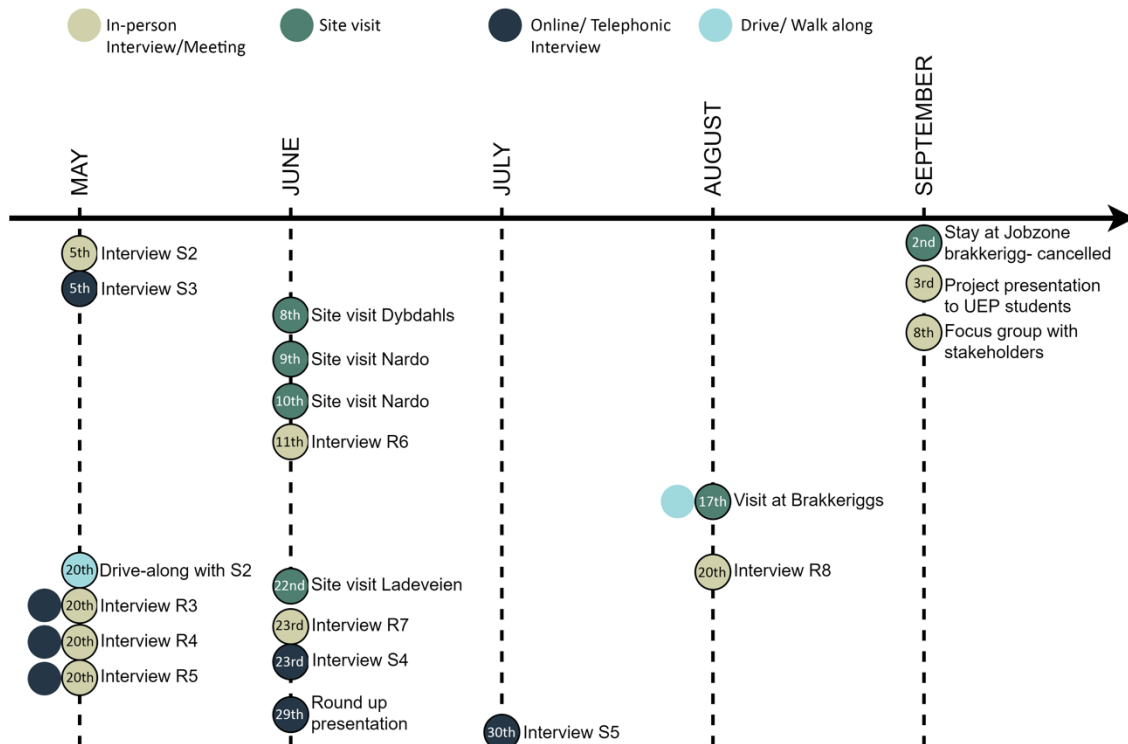 In-person
Interview/Meeting
Site visit
Online/ Telephonic
Interview
Drive/ Walk along
MAY
JUNE
JULY
AUGUST
SEPTEMBER
5th Interview S2
5th Interview S3
20th Drive-along with S2
20th Interview R3
20th Interview R4
20th Interview R5
8th Site visit Dybdahls
9th Site visit Nardo
10th Site visit Nardo
11th Interview R6
22nd Site visit Ladeveien
23rd Interview R7
23rd Interview S4
29th Round up
presentation
30th Interview S5
17th Visit at Brakkeriggs
20th Interview R8
2nd Stay at Jobzone
brakkerigg- cancelled
3rd Project presentation
to UEP students
8th Focus group with
stakeholders